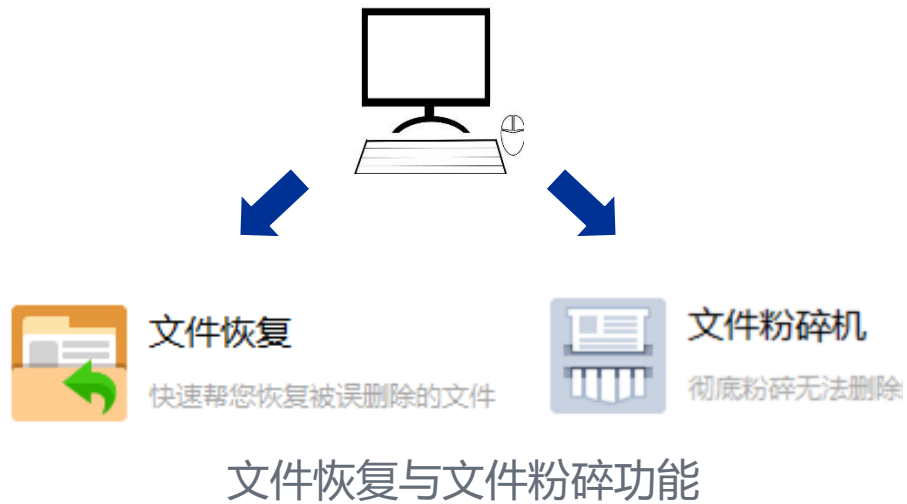 文件恢复
快速帮您恢复被误删除的文件
文件粉碎机
彻底粉碎无法删除
文件恢复与文件粉碎功能